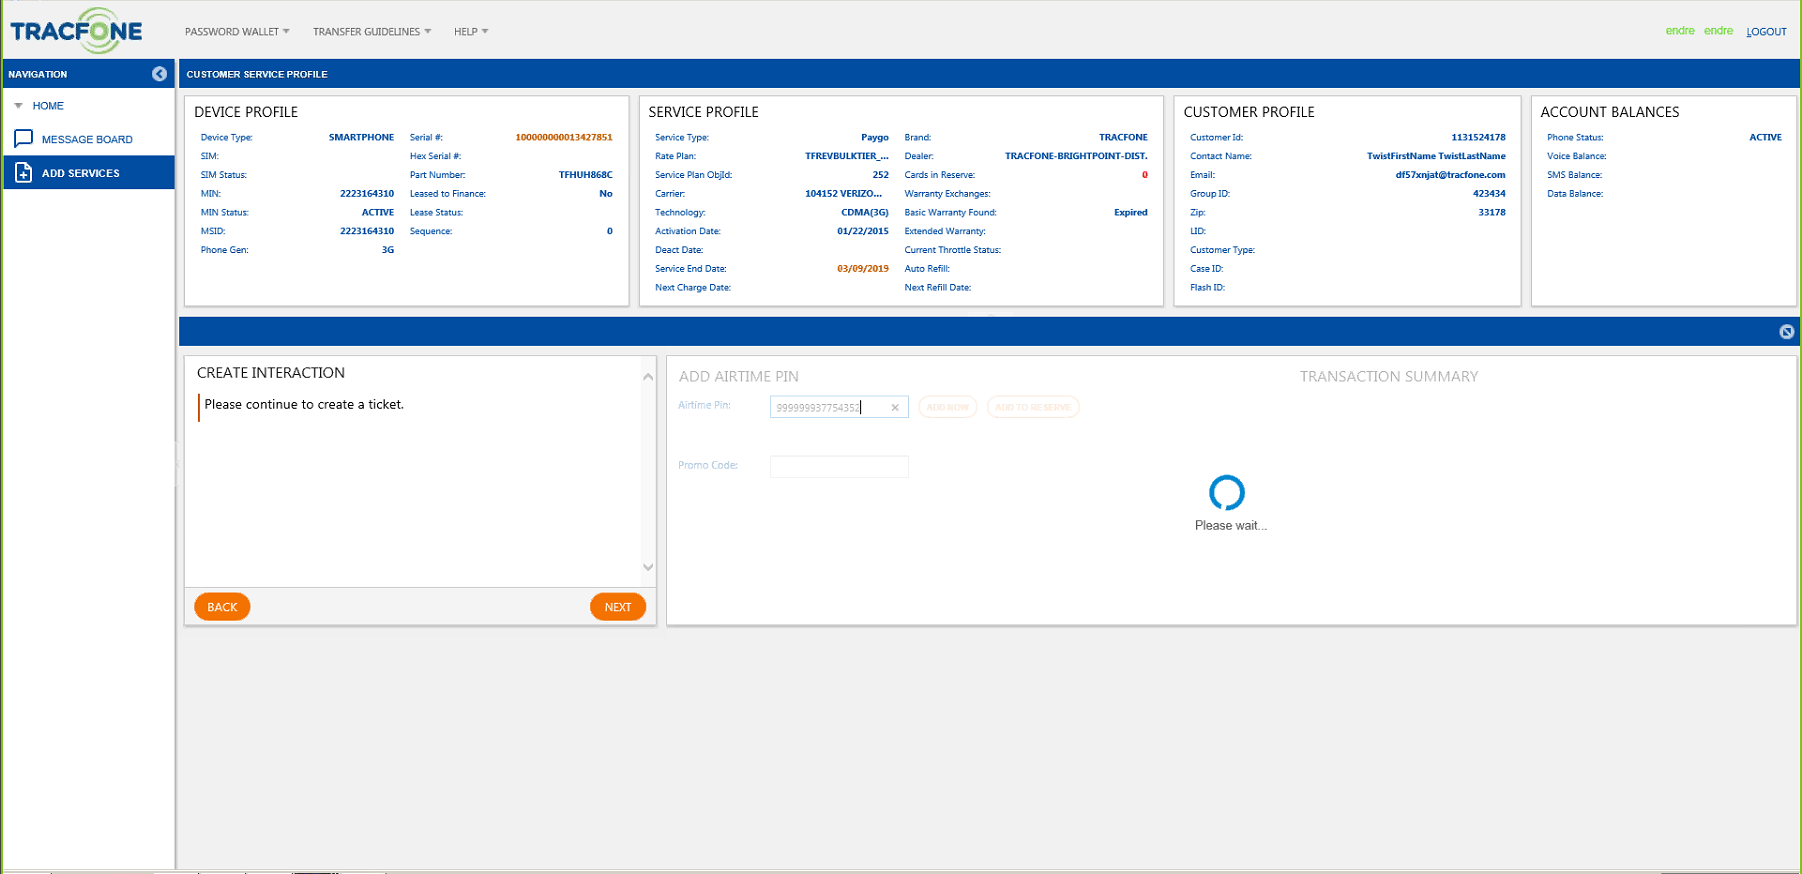 TRACFONE
PASSWORD WALLET TRANSFER GUIDELINES HELP
endre endre LOGOUT
NAVIGATION
HOME
MESSAGE BOARD
ADD SERVICES
CUSTOMER SERVICE PROFILE
DEVICE PROFILE
Device Type: SMARTPHONE Serial #: 100000000013427851
SIM: Hex Serial #:
SIM Status: Part Number: TFHUH868C
MIN: 2223164310 Leased to Finance: No
MIN Status: ACTIVE Lease Status:
MSID: 2223164310 Sequence: 0
Phone Gen: 3G
SERVICE PROFILE
Service Type: Paygo Brand: TRACFONE
Rate Plan: TFREVBULKTIER_... Dealer: TRACFONE-BRIGHTPOINT-DIST.
Service Plan ObjId: 252 Cards in Reserve: 0
Carrier: 104152 VERIZO... Warranty Exchanges:
Technology: CDMA(3G) Basic Warranty Found: Expired
Activation Date: 01/22/2015 Extended Warranty:
Deact Date: Current Throttle Status:
Service End Date: 03/09/2019 Auto Refill:
Next Charge Date: Next Refill Date:
CUSTOMER PROFILE
Customer Id: 1131524178
Contact Name: TwistFirstName TwistLastName
Email: df57xnjat@tracfone.com
Group ID: 423434
Zip: 33178
LID:
Customer Type:
Case ID:
Flash ID:
ACCOUNT BALANCES
Phone Status: ACTIVE
Voice Balance:
SMS Balance:
Data Balance:
CREATE INTERACTION
Please continue to create a ticket.
BACK NEXT
ADD AIRTIME PIN
Airtime Pin: 999999937754352 ADD NOW ADD TO RESERVE
Promo Code:
TRANSACTION SUMMARY
Please wait...